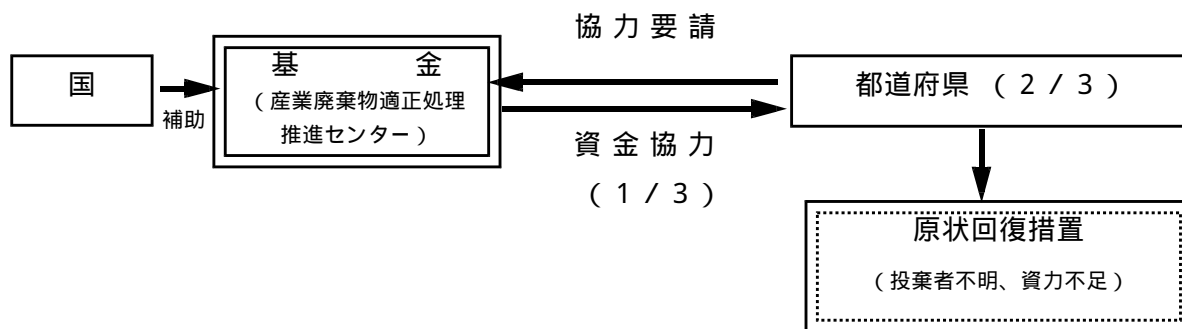 協力要請
国
補助
基　　　金
（産業廃棄物適正処理
推進センター）
都道府県 （２／３）
資金協力
（１／３）
原状回復措置
（投棄者不明、資力不足）